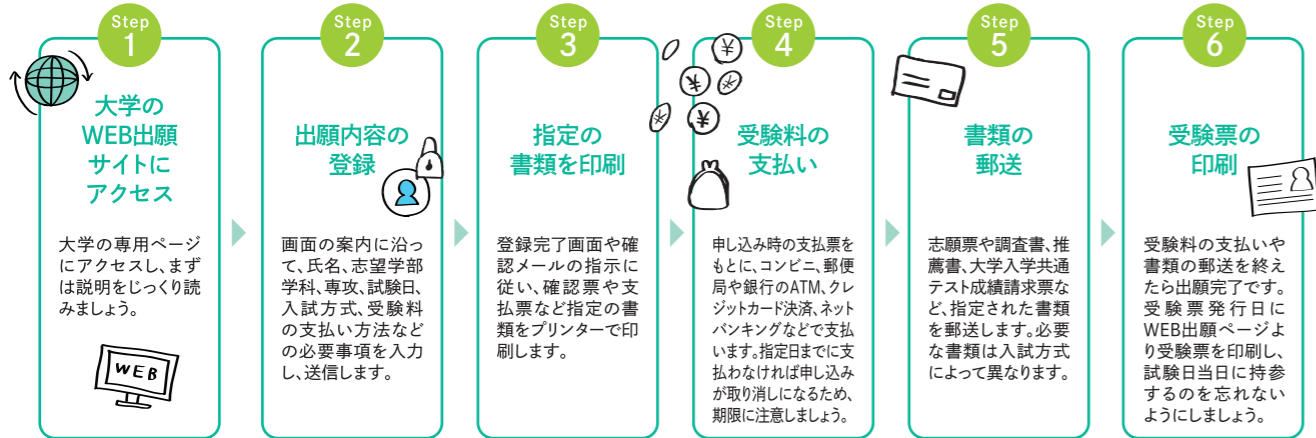 Step
1
大学の
WEB出願
サイトに
アクセス
大学の専用ページ
にアクセスし、まず
は説明をじっくり読
みましょう。
WEB
Step
2
出願内容の
登録
画面の案内に沿っ
て、氏名、志望学部
学科、専攻、試験日、
入試方式、受験料
の支払い方法など
の必要事項を入力
し、送信します。
Step
3
指定の
書類を印刷
登録完了画面や確
認メールの指示に
従い、確認票や支
払票など指定の書
類をプリンターで印
刷します。
Step
4
¥
¥
¥
¥
¥
受験料の
支払い
申し込み時の支払票を
もとに、コンビニ、郵便
局や銀行のATM、クレ
ジットカード決済、ネット
バンキングなどで支払
います。指定日までに支
払わなければ申し込み
が取り消しになるため、
期限に注意しましょう。
Step
5
書類の
郵送
志願票や調査書、推
薦書、大学入学共通
テスト成績請求票な
ど、指定された書類
を郵送します。必要
な書類は入試方式
によって異なります。
Step
6
受験票の
印刷
受験料の支払いや
書類の郵送を終え
たら出願完了です。
受験票発行日に
WEB出願ページよ
り受験票を印刷し、
試験日当日に持参
するのを忘れない
ようにしましょう。